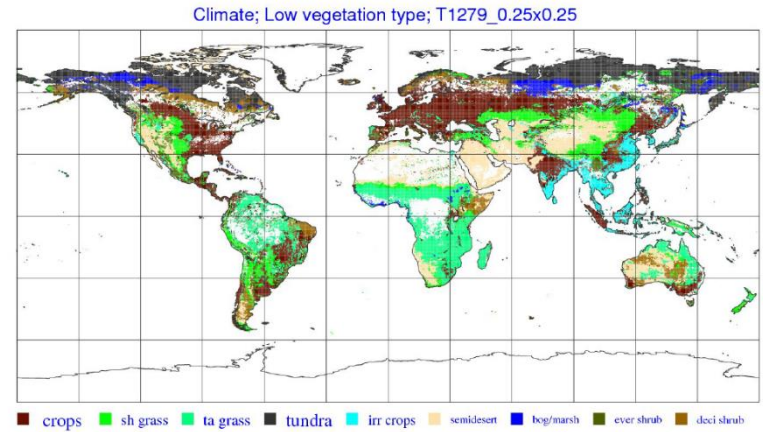 Climate; Low vegetation type; T1279_0.25x0.25
crops sh grass ta grass tundra irr crops semidesert bog/marsh ever shrub deci shrub